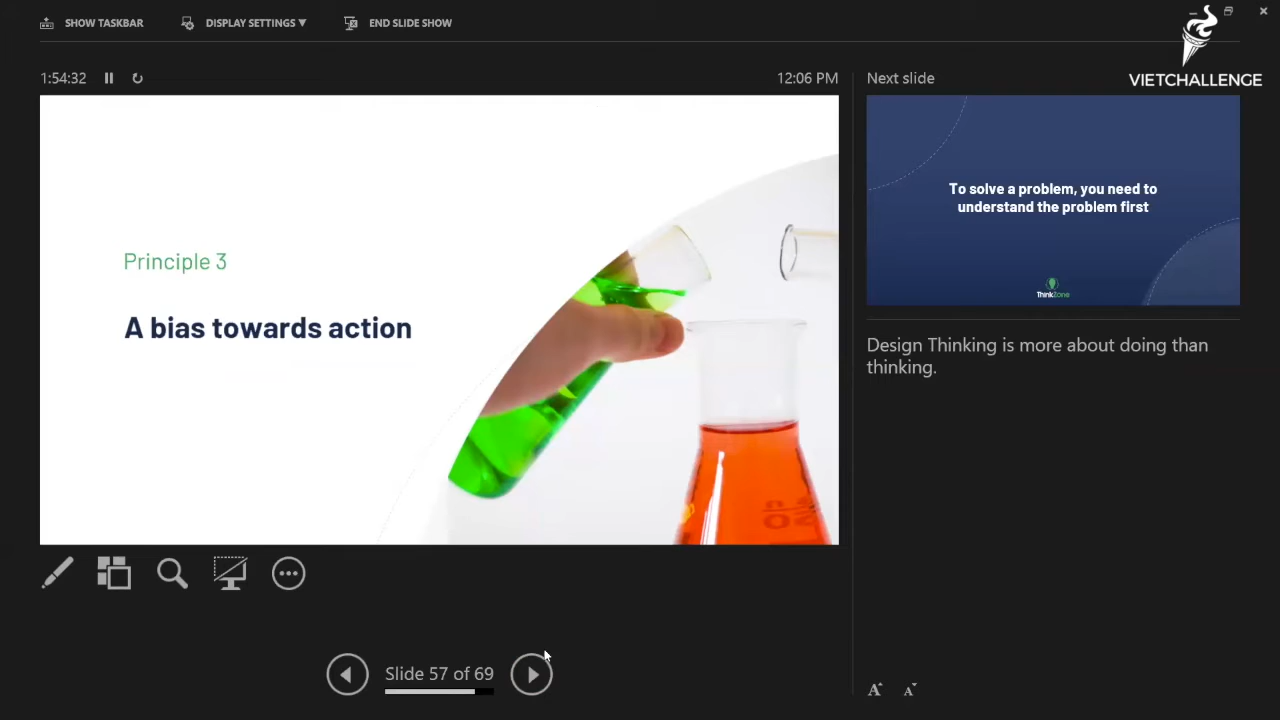 SHOW TASKBAR
DISPLAY SETTINGS ▼
END SLIDE SHOW
VIETCHALLENGE
1:54:32
12:06 PM
Next slide
Principle 3
A bias towards action
To solve a problem, you need to
understand the problem first
ThinkZone
Design Thinking is more about doing than
thinking.
Slide 57 of 69
A A